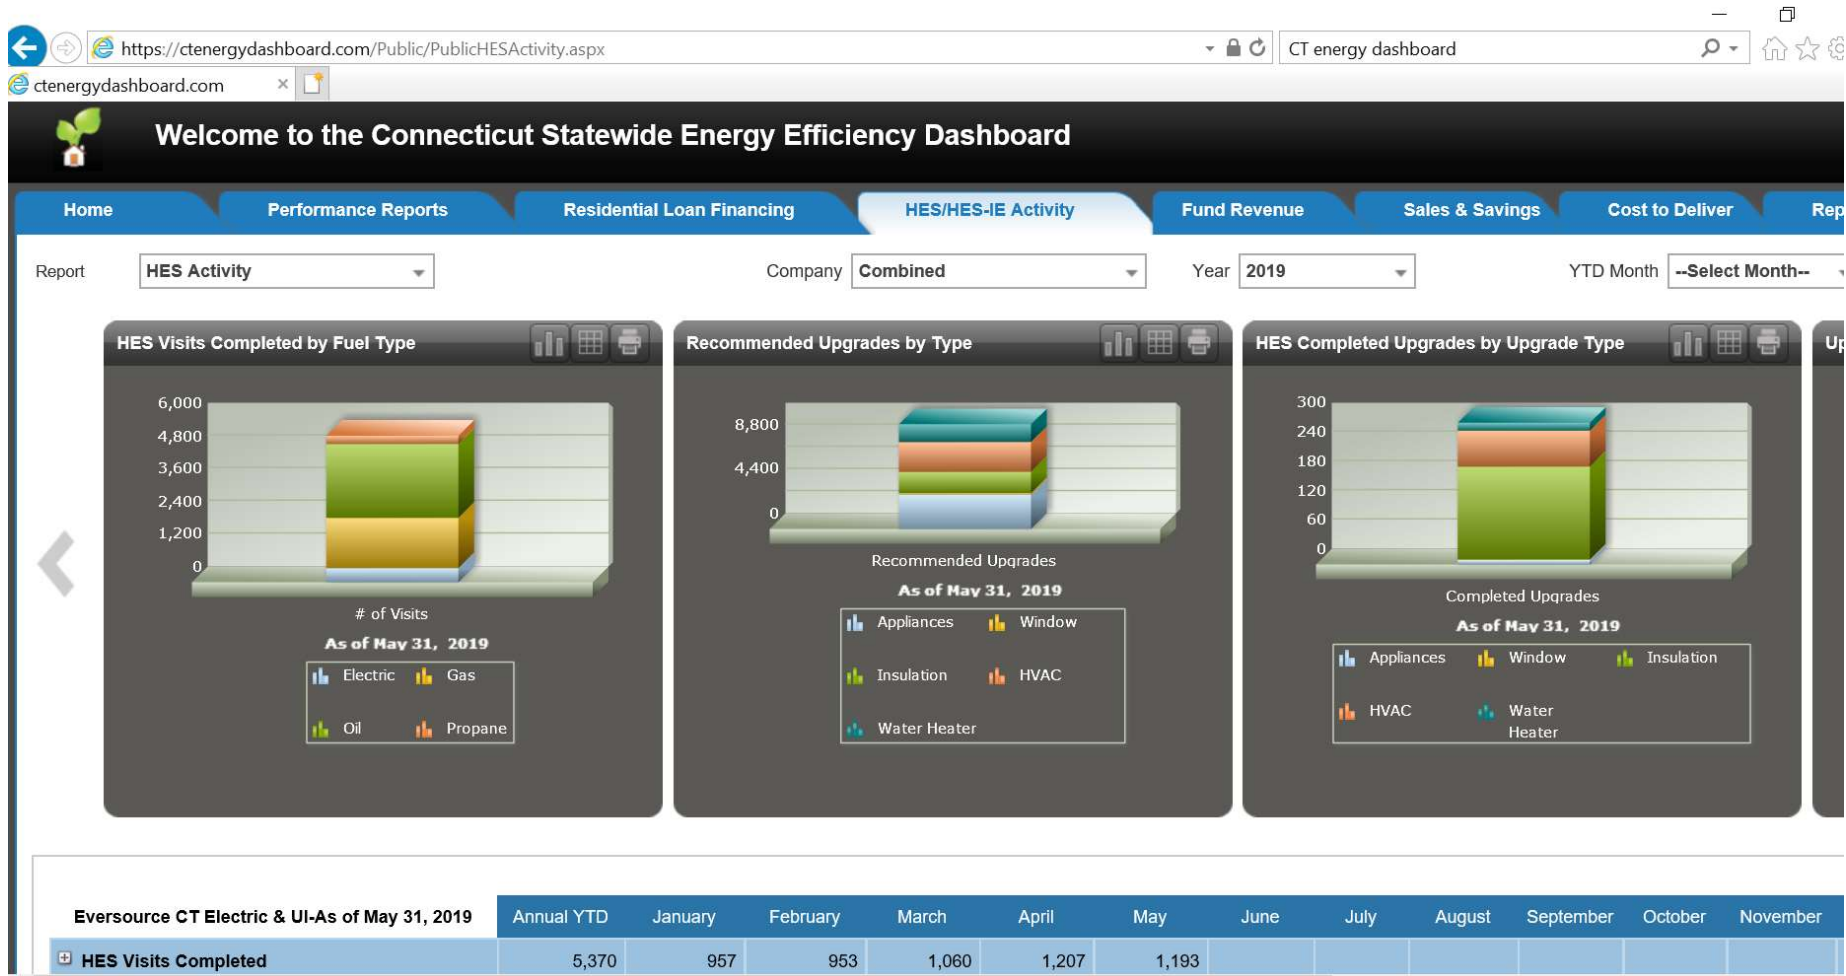 https://ctenergydashboard.com/Public/PublicHESActivity.aspx
CT energy dashboard
ctenergydashboard.com
Welcome to the Connecticut Statewide Energy Efficiency Dashboard
Home Performance Reports Residential Loan Financing HES/HES-IE Activity Fund Revenue Sales & Savings Cost to Deliver Rep
Report HES Activity Company Combined Year 2019 YTD Month --Select Month--
HES Visits Completed by Fuel Type
6,000
4,800
3,600
2,400
1,200
0
# of Visits
As of May 31, 2019
Electric Gas
Oil Propane
Recommended Upgrades by Type
8,800
4,400
0
Recommended Upgrades
As of May 31, 2019
Appliances Window
Insulation HVAC
Water Heater
HES Completed Upgrades by Upgrade Type
300
240
180
120
60
0
Completed Upgrades
As of May 31, 2019
Appliances Window Insulation
HVAC Water
Heater
Up
Eversource CT Electric & UI-As of May 31, 2019 Annual YTD January February March April May June July August September October November
HES Visits Completed 5,370 957 953 1,060 1,207 1,193